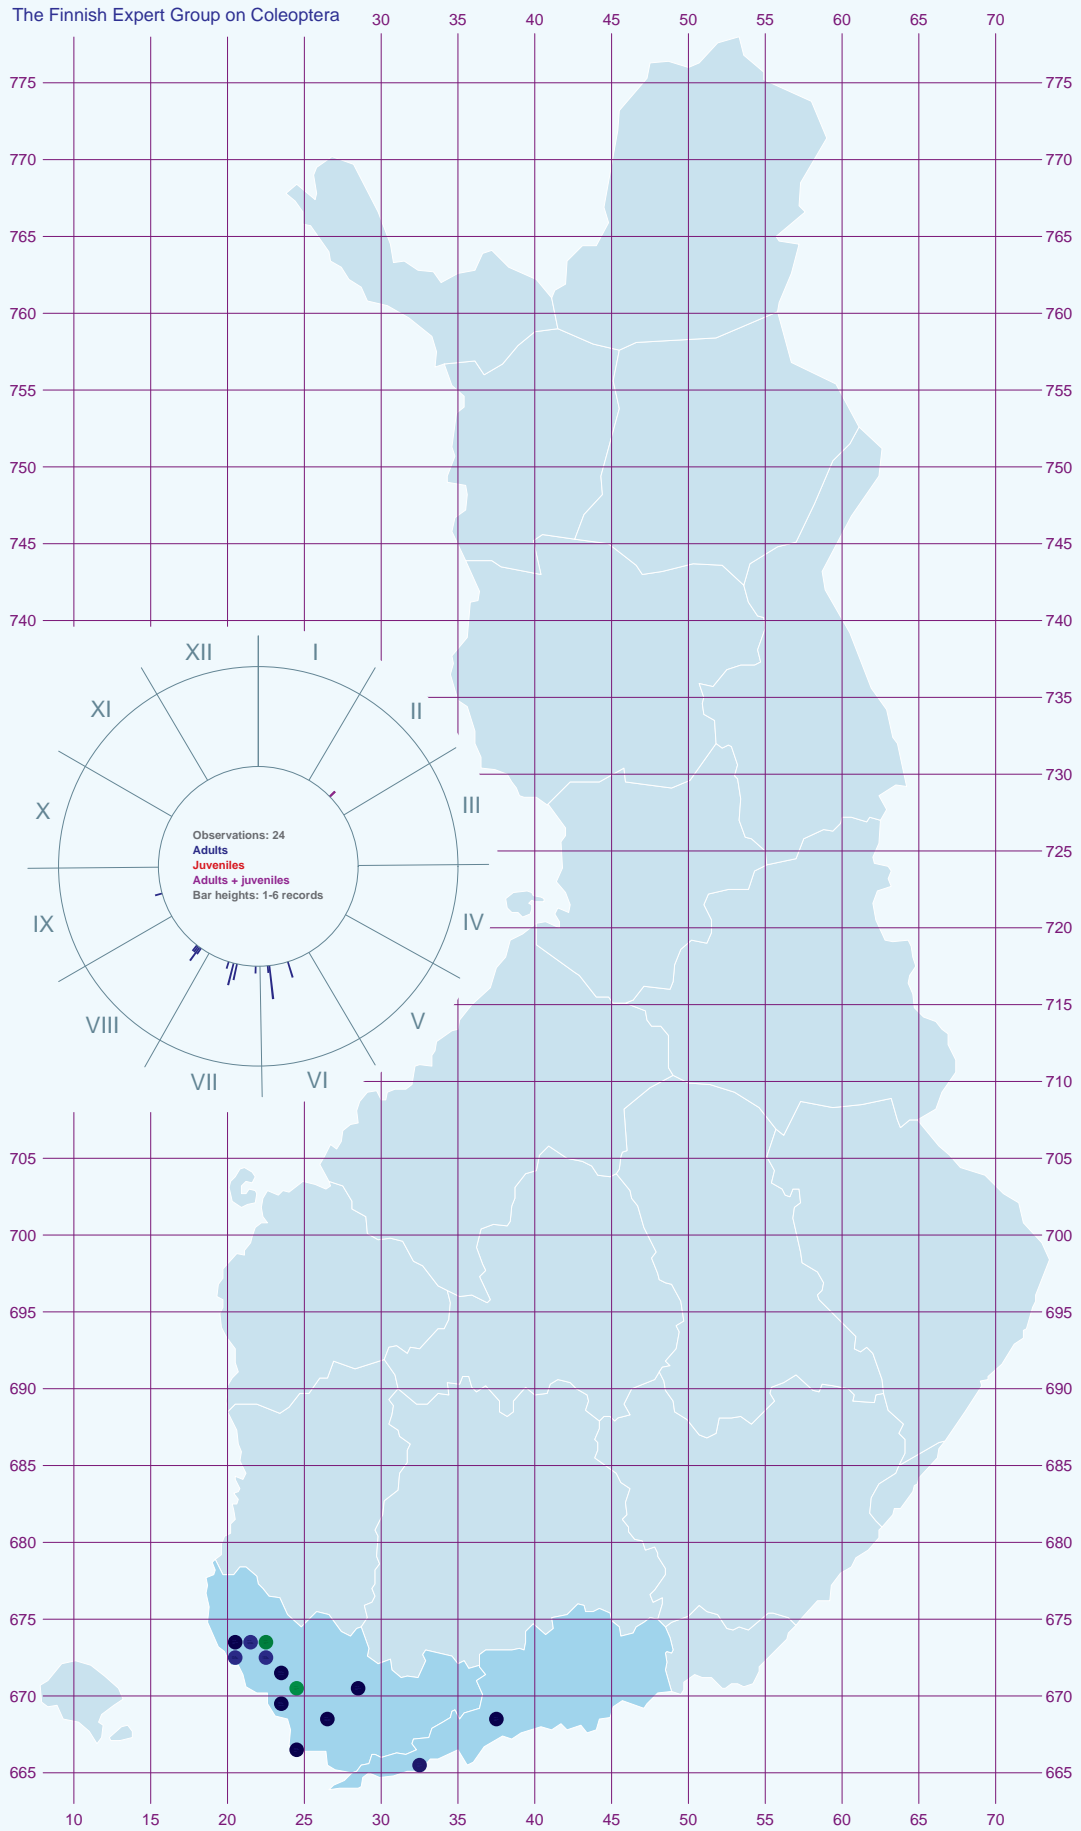 The Finnish Expert Group on Coleoptera
30 35 40 45 50 55 60 65 70
775 775
770 770
765 765
760 760
755 755
750 750
745 745
740 740
XII I
XI II
735
730
X III
Observations: 24
Adults
Juveniles
Adults + juveniles
Bar heights: 1-6 records
725
IX IV
720
715
VIII V
VII VI
710
705 705
700 700
695 695
690 690
685 685
680 680
675 675
670 670
665 665
10 15 20 25 30 35 40 45 50 55 60 65 70